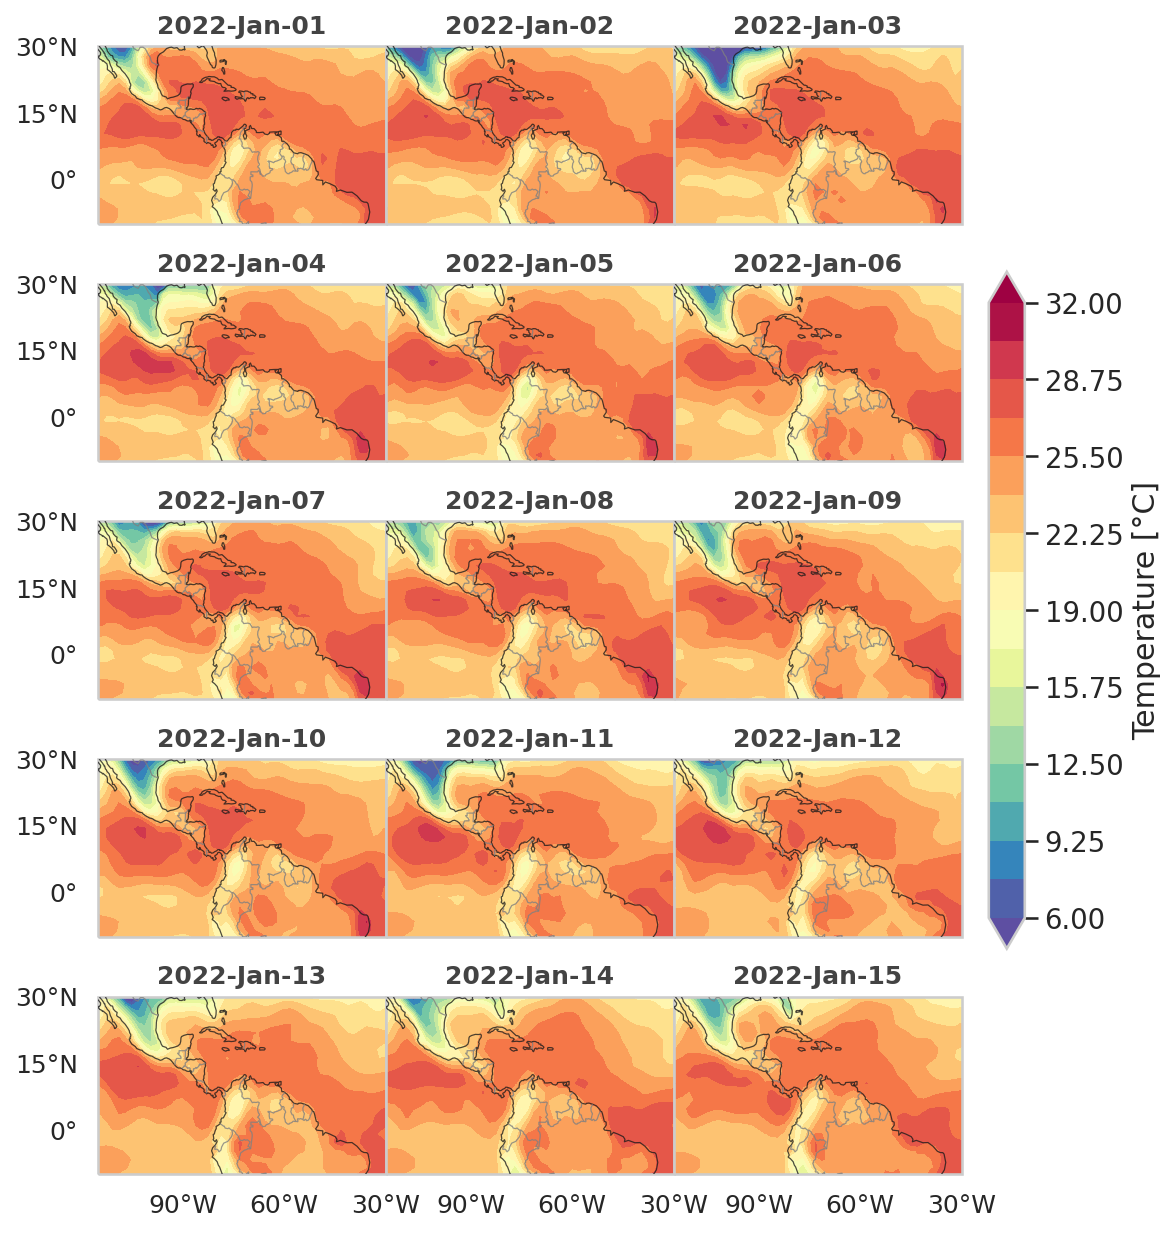 2022-Jan-01 2022-Jan-02 2022-Jan-03
30°N
15°N
0°
2022-Jan-04 2022-Jan-05 2022-Jan-06
30°N
15°N
0°
2022-Jan-07 2022-Jan-08 2022-Jan-09
30°N
15°N
0°
2022-Jan-10 2022-Jan-11 2022-Jan-12
30°N
15°N
0°
2022-Jan-13 2022-Jan-14 2022-Jan-15
30°N
15°N
0°
90°W 60°W 30°W 90°W 60°W 30°W 90°W 60°W 30°W
32.00
28.75
25.50
22.25
19.00
15.75
12.50
9.25
6.00
Temperature [°C]